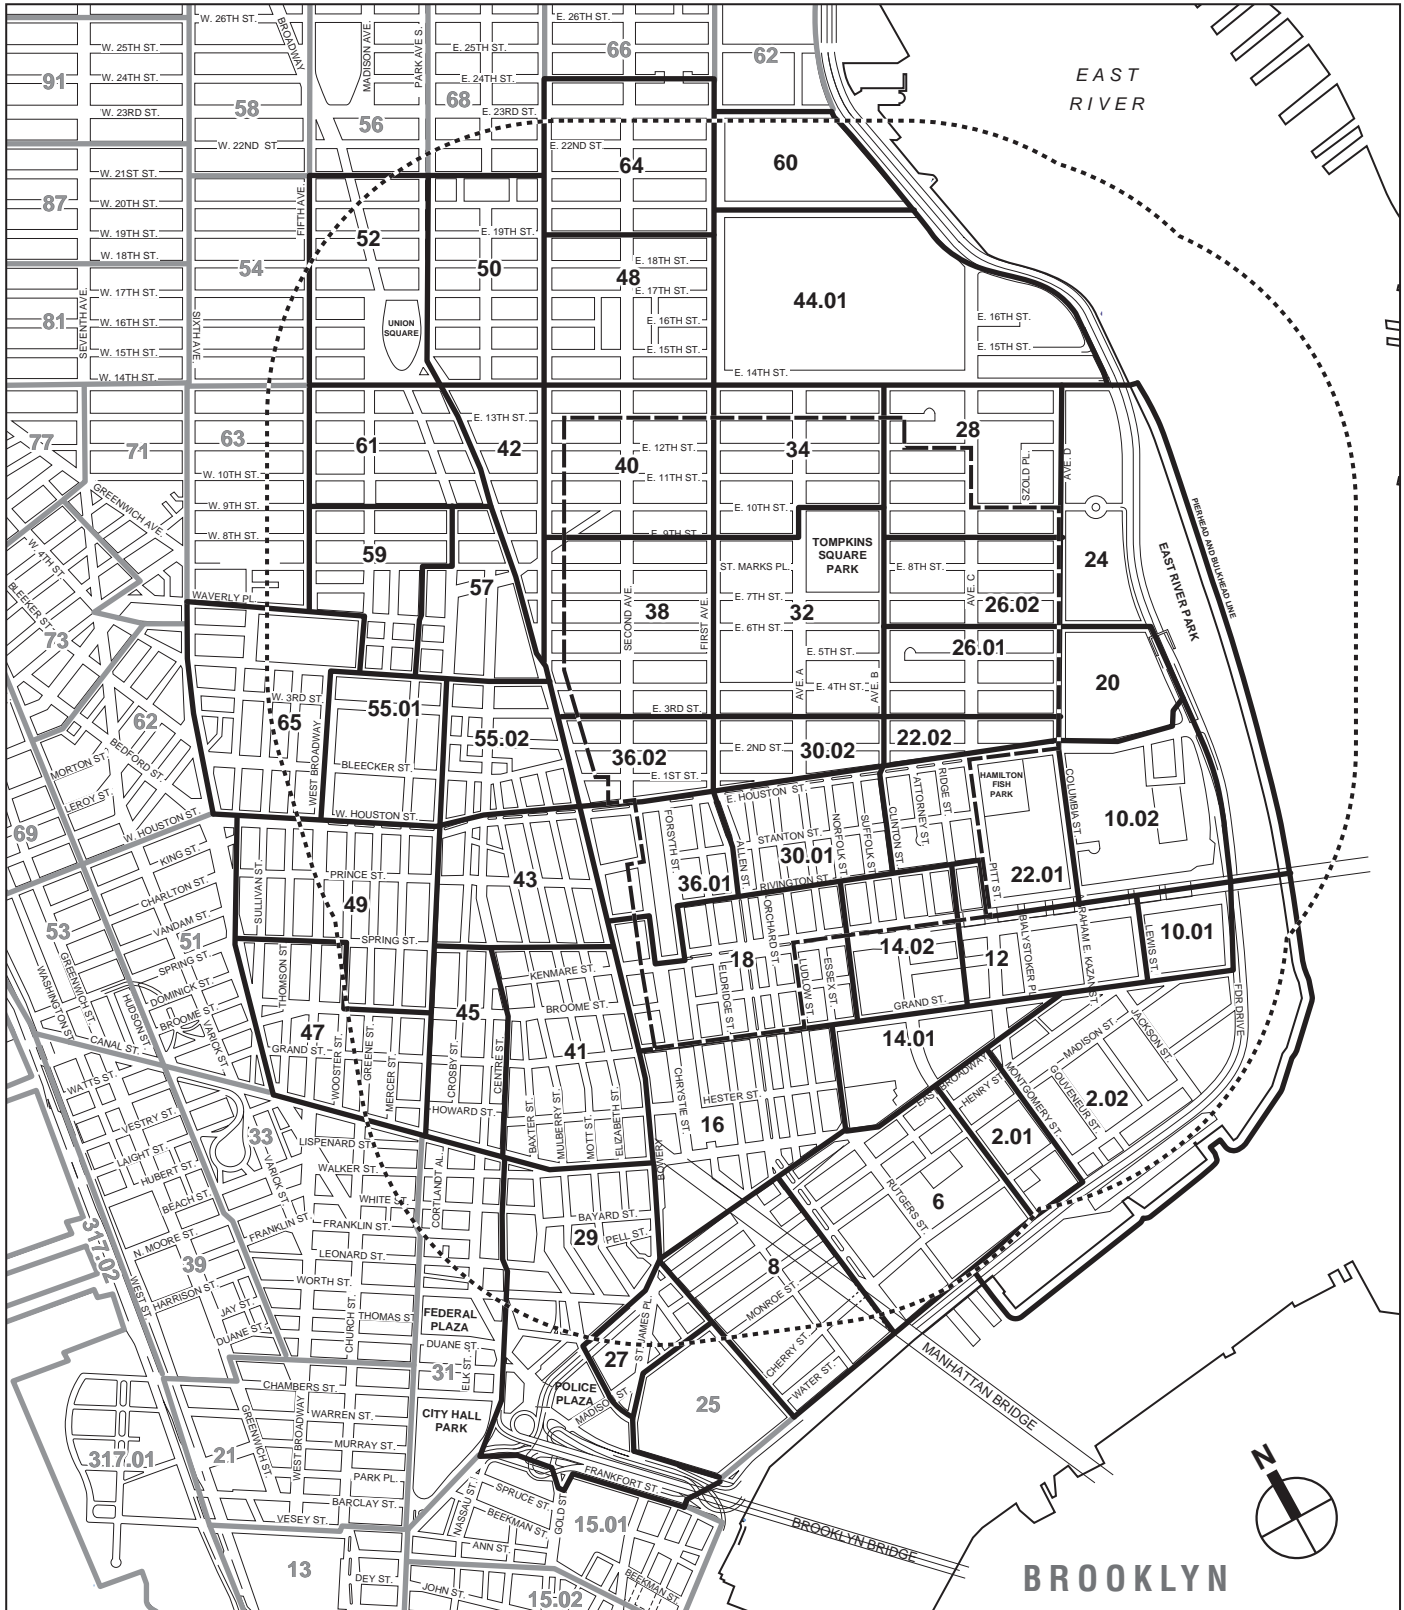 W. 26TH ST.
BROADWAY
MADISON AVE.
PARK AVE S.
E. 26TH ST.
66
62
EAST
RIVER
W. 25TH ST.
E. 25TH ST.
91
W. 24TH ST.
E. 24TH ST.
58
68
W. 23RD ST.
56
E. 23RD ST.
W. 22ND ST.
E. 22ND ST.
64
60
W. 21ST ST.
87
W. 20TH ST.
FIFTH AVE.
W. 19TH ST.
52
E. 19TH ST.
W. 18TH ST.
54
50
E. 18TH ST.
48
E. 17TH ST.
W. 17TH ST.
44.01
SEVENTH AVE.
81
W. 16TH ST.
SIXTH AVE.
UNION
SQUARE
E. 16TH ST.
E. 16TH ST.
W. 15TH ST.
E. 15TH ST.
E. 15TH ST.
W. 14TH ST.
E. 14TH ST.
E. 13TH ST.
77
71
63
61
42
E. 12TH ST.
34
28
40
AVE. D
SZOLD PL.
W. 10TH ST.
E. 11TH ST.
GREENWICH AVE.
W. 9TH ST.
E. 10TH ST.
PIERHEAD AND BULKHEAD LINE
W. 8TH ST.
E. 9TH ST.
W. 4TH ST.
59
TOMPKINS
SQUARE
PARK
EAST RIVER PARK
24
ST. MARKS PL.
E. 8TH ST.
57
BLEEKER ST.
WAVERLY PL.
SECOND AVE.
FIRST AVE.
E. 7TH ST.
AVE. C
38
32
26.02
73
E. 6TH ST.
E. 5TH ST.
26.01
AVE. A
AVE. B
E. 4TH ST.
20
W. 3RD ST.
55.01
E. 3RD ST.
62
65
WEST BROADWAY
55.02
22.02
BEDFORD ST.
E. 2ND ST.
30.02
MORTON ST.
BLEECKER ST.
36.02
E. 1ST ST.
HAMILTON
FISH
PARK
LEROY ST.
E. HOUSTON ST.
RIDGE ST.
ATTORNEY ST.
COLUMBIA ST.
W. HOUSTON ST.
W. HOUSTON ST.
FORSYTH ST.
NORFOLK ST.
SUFFOLK ST.
CLINTON ST.
10.02
69
STANTON ST.
KING ST.
ALLEN ST.
30.01
PRINCE ST.
43
36.01
RIVINGTON ST.
PITT ST.
22.01
CHARLTON ST.
SULLIVAN ST.
49
VANDAM ST.
ORCHARD ST.
53
51
SPRING ST.
10.01
SPRING ST.
14.02
BIALYSTOKER PL.
LEWIS ST.
18
12
GREENWICH ST.
DOMINICK ST.
THOMSON ST.
KENMARE ST.
ELDRIDGE ST.
LUDLOW ST.
ESSEX ST.
WASHINGTON ST.
HUDSON ST.
BROOME ST.
BROOME ST.
GRAND ST.
FDR DRIVE
VARICK ST.
45
CANAL ST.
47
JACKSON ST.
GRAND ST.
GREENE ST.
41
14.01
MADISON ST.
WOOSTER ST.
MERCER ST.
CROSBY ST.
CENTRE ST.
WATTS ST.
CHRYSTIE ST.
EAST BROADWAY
HENRY ST.
MONTGOMERY ST.
GOUVENEUR ST.
HESTER ST.
2.02
HOWARD ST.
BAXTER ST.
MULBERRY ST.
MOTT ST.
ELIZABETH ST.
VESTRY ST.
16
33
LISPENARD ST.
2.01
LAIGHT ST.
BOWERY
HUBERT ST.
VARICK ST.
WALKER ST.
CORTLANDT AL.
RUTGERS ST.
BEACH ST.
WHITE ST.
6
317.02
FRANKLIN ST.
FRANKLIN ST.
BAYARD ST.
N. MOORE ST.
29
PELL ST.
LEONARD ST.
39
8
WEST ST.
HARRISON ST.
WORTH ST.
MONROE ST.
JAY ST.
CHURCH ST.
THOMAS ST
FEDERAL
PLAZA
ST. JAMES PL.
DUANE ST.
DUANE ST.
CHERRY ST.
MANHATTAN BRIDGE
27
31
ELK ST.
WATER ST.
CHAMBERS ST.
POLICE
PLAZA
25
WEST BROADWAY
WARREN ST.
CITY HALL
PARK
MADISON ST.
GREENWICH ST.
317.01
21
MURRAY ST.
PARK PL.
FRANKFORT ST.
N
BARCLAY ST.
NASSAU ST.
SPRUCE ST.
GOLD ST.
VESEY ST.
BEEKMAN ST.
15.01
BROOKLYN BRIDGE
ANN ST.
13
DEY ST.
JOHN ST.
BEEKMAN ST.
15.02
BROOKLYN